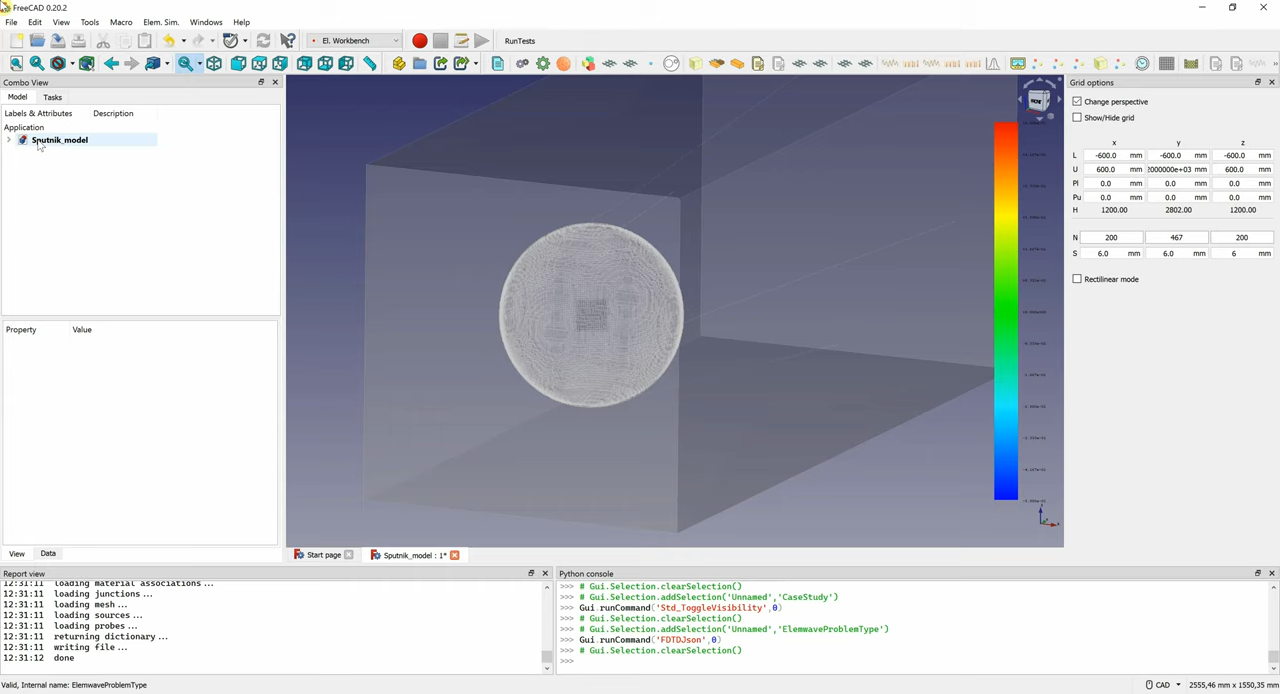 FreeCAD 0.20.2
File Edit View Tools Macro Elem. Sim. Windows Help
El. Workbench RunTests
Combo View
Model Tasks
Labels & Attributes Description
Application
Sputnik_model
Property Value
View Data
FRONT
Start page Sputnik_model : 1*
Grid options
Change perspective
Show/Hide grid
x y z
L -600.0 mm -600.0 mm -600.0 mm
U 600.0 mm 2000000e+03 mm 600.0 mm
Pl 0.0 mm 0.0 mm 0.0 mm
Pu 0.0 mm 0.0 mm 0.0 mm
H 1200.00 2802.00 1200.00
N 200 467 200
S 6.0 mm 6.0 mm 6 mm
Rectilinear mode
Report view
12:31:11 loading material associations...
12:31:11 loading junctions...
12:31:11 loading mesh...
12:31:11 loading sources...
12:31:11 loading probes...
12:31:11 returning dictionary...
12:31:11 writing file...
12:31:12 done
Python console
>>> # Gui.Selection.clearSelection()
>>> # Gui.Selection.addSelection('Unnamed','CaseStudy')
>>> Gui.runCommand('Std_ToggleVisibility',0)
>>> # Gui.Selection.clearSelection()
>>> # Gui.Selection.addSelection('Unnamed','ElemwaveProblemType')
>>> Gui.runCommand('FDTDJson',0)
>>> # Gui.Selection.clearSelection()
>>>
Valid, Internal name: ElemwaveProblemType
CAD 2555,46 mm x 1550,35 mm